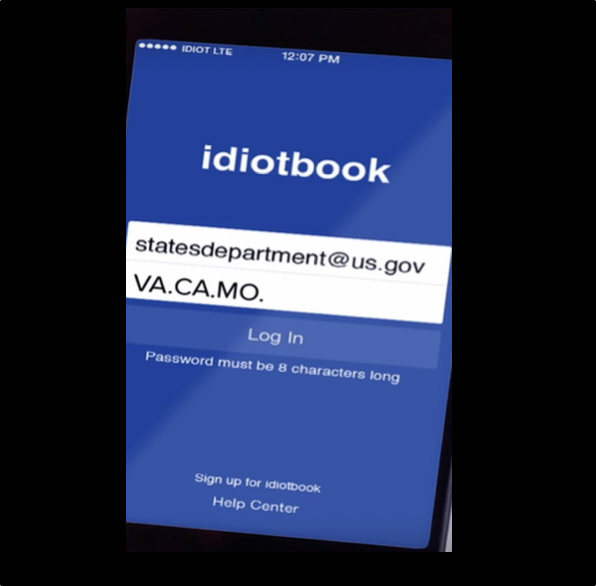 ●●●●● IDIOT LTE 12:07 PM
idiotbook
statesdepartment@us.gov
VA.CA.MO.
Log In
Password must be 8 characters long
Sign up for idiotbook
Help Center